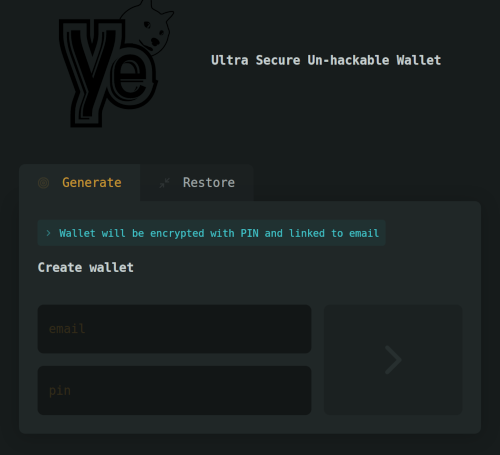 Ye
Ultra Secure Un-hackable Wallet
Generate
Restore
> Wallet will be encrypted with PIN and linked to email
Create wallet
email
pin